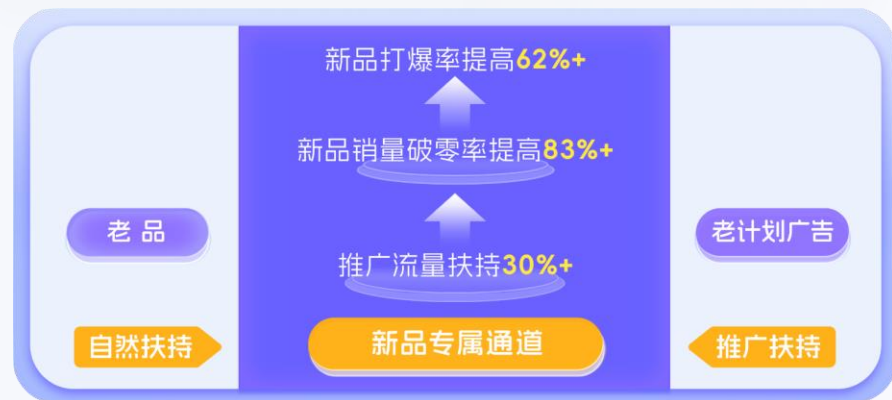 新品打爆率提高62%+
新品销量破零率提高83%+
老品
老计划广告
推广流量扶持30%+
自然扶持
新品专属通道
推广扶持